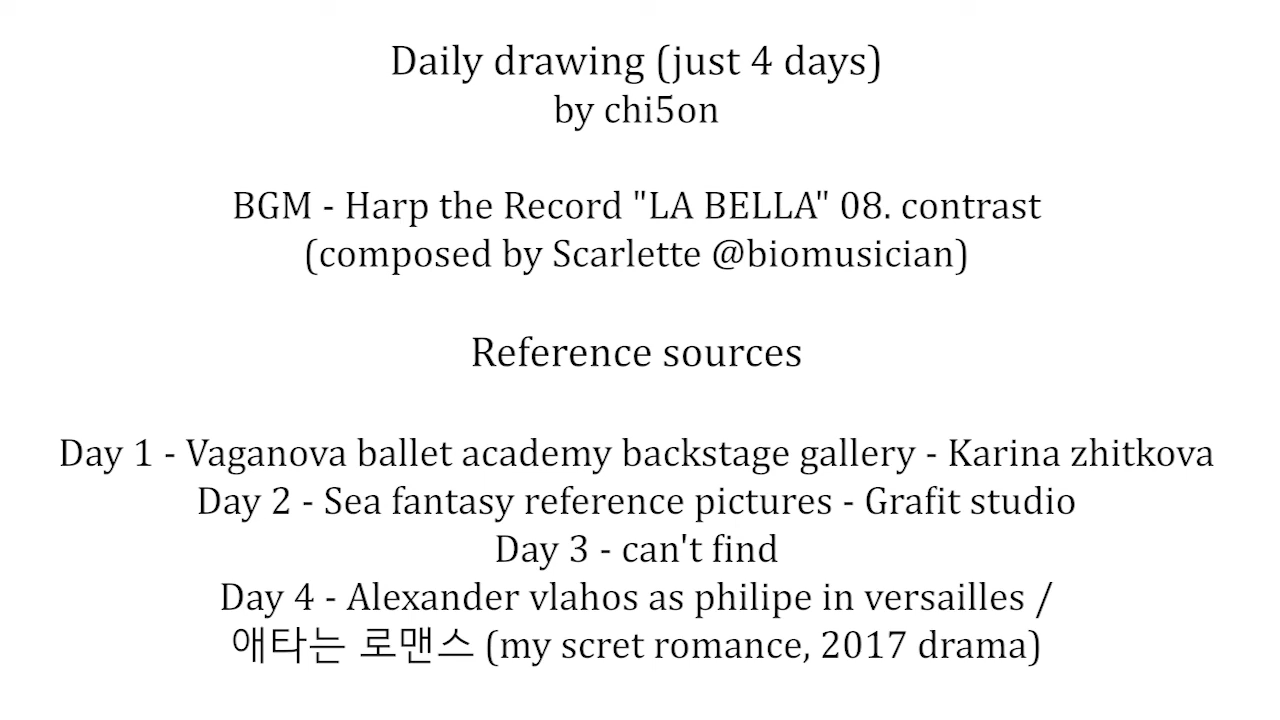 Daily drawing (just 4 days)
by chi5on
BGM - Harp the Record "LA BELLA" 08. contrast
(composed by Scarlette @biomusician)
Reference sources
Day 1 - Vaganova ballet academy backstage gallery - Karina zhitkova
Day 2 - Sea fantasy reference pictures - Grafit studio
Day 3 - can't find
Day 4 - Alexander vlahos as philipe in versailles /
애타는 로맨스 (my scret romance, 2017 drama)